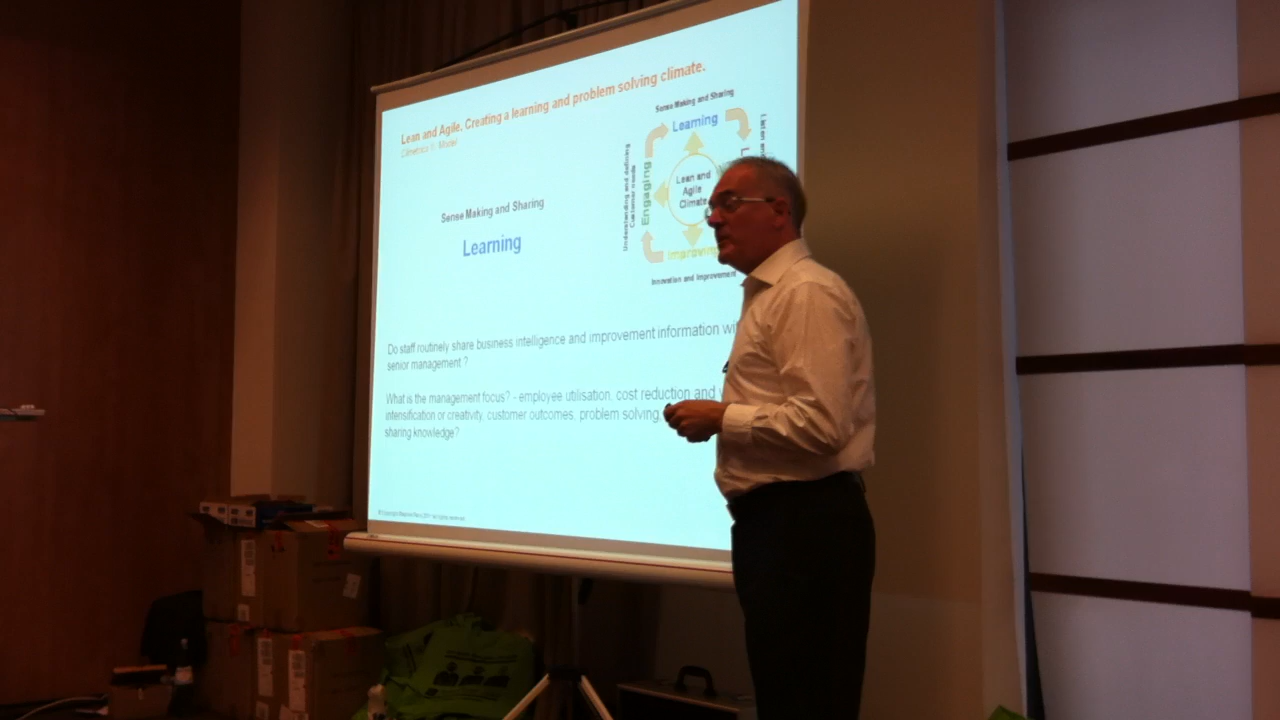 Lean and Agile. Creating a learning and problem solving climate.
Sense Making and Sharing
Learning
Sense Making and Sharing
Learning
Understanding and defining
Customer needs
Engaging
Lean and
Agile
Climate
Improving
Innovation and Improvement
Do staff routinely share business intelligence and improvement information
senior management ?
What is the management focus? - employee utilisation, cost reduction and
intensification or creativity, customer outcomes, problem solving
sharing knowledge?